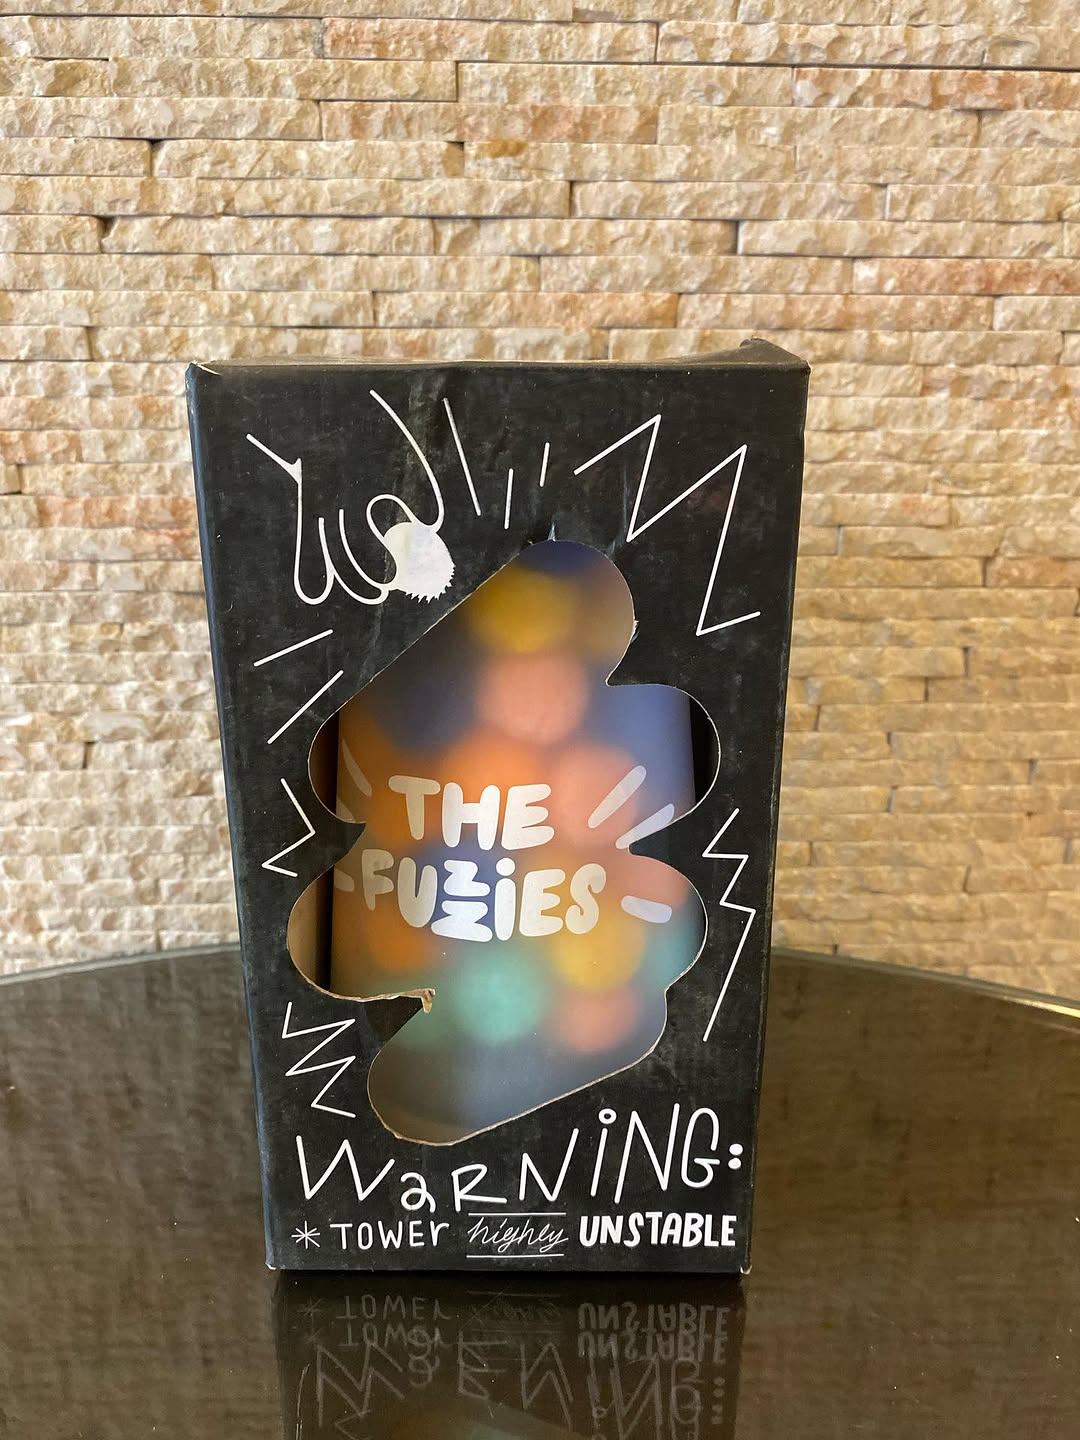 THE
FUZZiES
WaRNiNG:
* TOWEr highly UNSTABLE